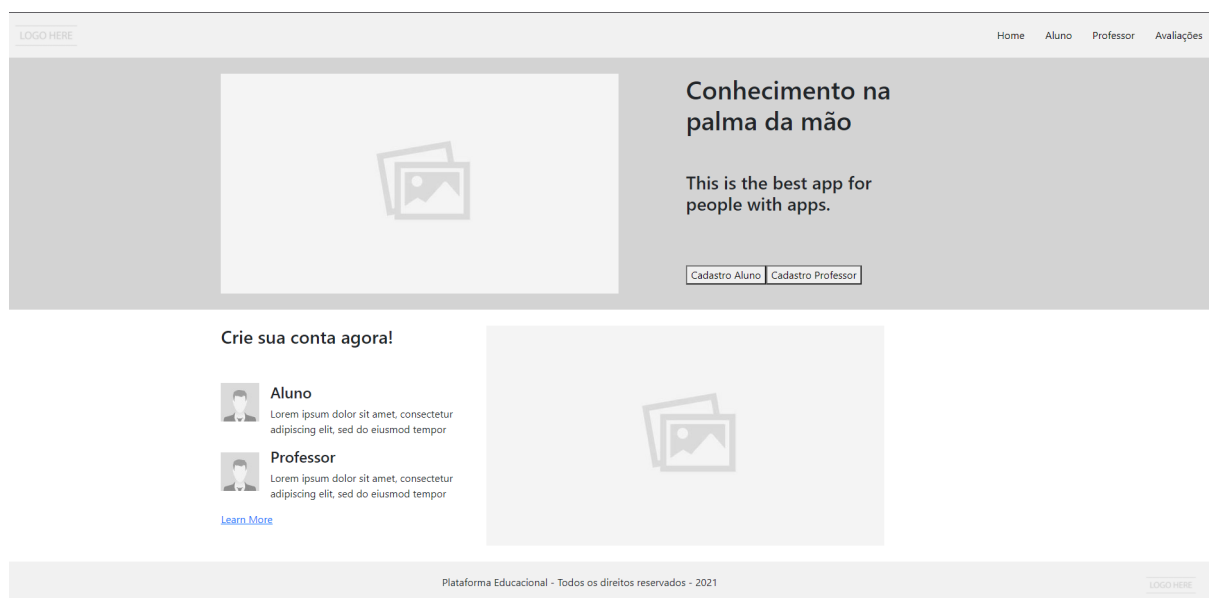 LOGO HERE
Home Aluno Professor Avaliações
Conhecimento na
palma da mão
This is the best app for
people with apps.
Cadastro Aluno Cadastro Professor
Crie sua conta agora!
Aluno
Lorem ipsum dolor sit amet, consectetur
adipiscing elit, sed do eiusmod tempor
Professor
Lorem ipsum dolor sit amet, consectetur
adipiscing elit, sed do eiusmod tempor
Learn More
Plataforma Educacional - Todos os direitos reservados - 2021
LOGO HERE